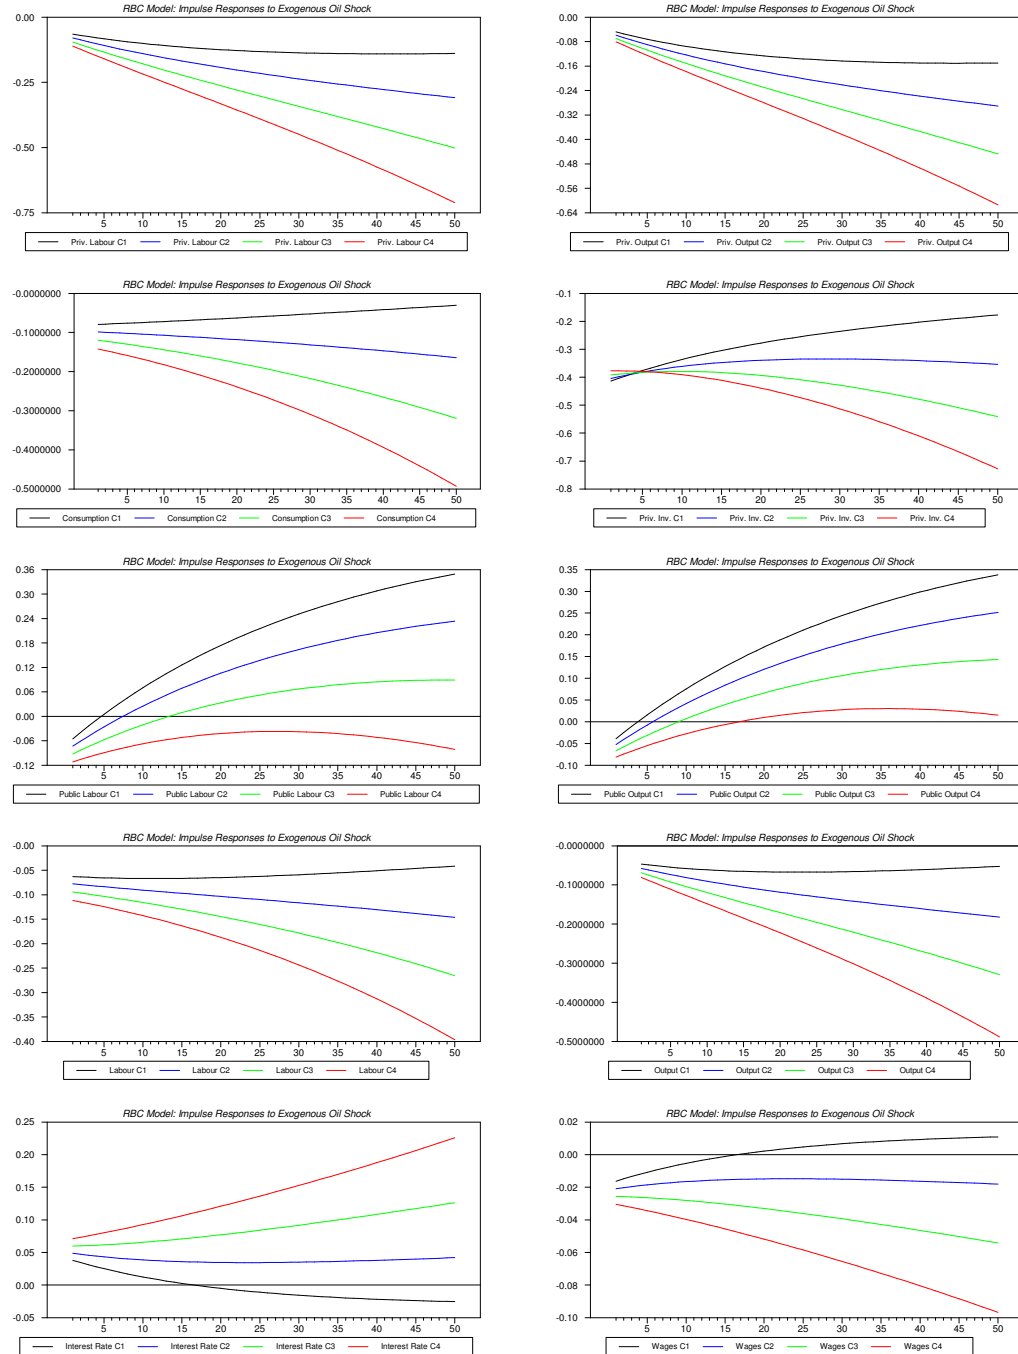 RBC Model: Impulse Responses to Exogenous Oil Shock
0.00
-0.25
-0.50
-0.75
5 10 15 20 25 30 35 40 45 50
Priv. Labour C1 Priv. Labour C2 Priv. Labour C3 Priv. Labour C4
RBC Model: Impulse Responses to Exogenous Oil Shock
0.00
-0.08
-0.16
-0.24
-0.32
-0.40
-0.48
-0.56
-0.64
5 10 15 20 25 30 35 40 45 50
Priv. Output C1 Priv. Output C2 Priv. Output C3 Priv. Output C4
RBC Model: Impulse Responses to Exogenous Oil Shock
-0.0000000
-0.1000000
-0.2000000
-0.3000000
-0.4000000
-0.5000000
5 10 15 20 25 30 35 40 45 50
Consumption C1 Consumption C2 Consumption C3 Consumption C4
RBC Model: Impulse Responses to Exogenous Oil Shock
-0.1
-0.2
-0.3
-0.4
-0.5
-0.6
-0.7
-0.8
5 10 15 20 25 30 35 40 45 50
Priv. Inv. C1 Priv. Inv. C2 Priv. Inv. C3 Priv. Inv. C4
RBC Model: Impulse Responses to Exogenous Oil Shock
0.36
0.30
0.24
0.18
0.12
0.06
0.00
-0.06
-0.12
5 10 15 20 25 30 35 40 45 50
Public Labour C1 Public Labour C2 Public Labour C3 Public Labour C4
RBC Model: Impulse Responses to Exogenous Oil Shock
0.35
0.30
0.25
0.20
0.15
0.10
0.05
0.00
-0.05
-0.10
5 10 15 20 25 30 35 40 45 50
Public Output C1 Public Output C2 Public Output C3 Public Output C4
RBC Model: Impulse Responses to Exogenous Oil Shock
-0.00
-0.05
-0.10
-0.15
-0.20
-0.25
-0.30
-0.35
-0.40
5 10 15 20 25 30 35 40 45 50
Labour C1 Labour C2 Labour C3 Labour C4
RBC Model: Impulse Responses to Exogenous Oil Shock
-0.0000000
-0.1000000
-0.2000000
-0.3000000
-0.4000000
-0.5000000
5 10 15 20 25 30 35 40 45 50
Output C1 Output C2 Output C3 Output C4
RBC Model: Impulse Responses to Exogenous Oil Shock
0.25
0.20
0.15
0.10
0.05
0.00
-0.05
5 10 15 20 25 30 35 40 45 50
Interest Rate C1 Interest Rate C2 Interest Rate C3 Interest Rate C4
RBC Model: Impulse Responses to Exogenous Oil Shock
0.02
0.00
-0.02
-0.04
-0.06
-0.08
-0.10
5 10 15 20 25 30 35 40 45 50
Wages C1 Wages C2 Wages C3 Wages C4